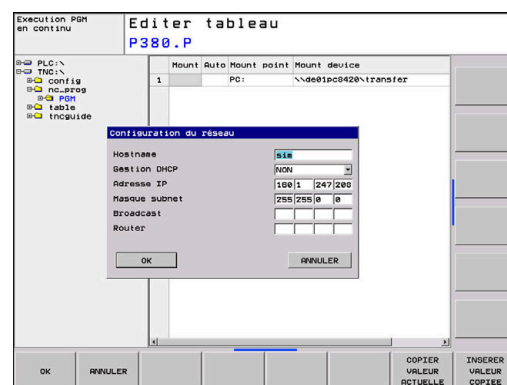 Execution PGM
en continu
Editer tableau
P380.P
PLC:\
TNC:\
config
nc_prog
PGM
table
tncguide
Mount Auto Mount point Mount device
1 PC: \\de01pc8420\transfer
Configuration du réseau
Hostname sim
Gestion DHCP NON
Adresse IP 160 1 247 208
Masque subnet 255 255 0 0
Broadcast
Router
OK ANNULER
OK ANNULER COPIER VALEUR ACTUELLE INSERER VALEUR COPIEE